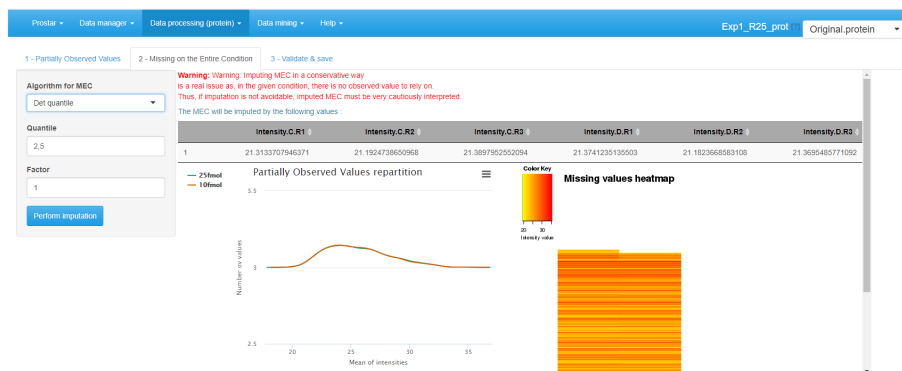 Prostar Data manager Data processing (protein) Data mining Help Exp1_R25_prot Original.protein
1 - Partially Observed Values 2 - Missing on the Entire Condition 3 - Validate & save
Algorithm for MEC
Det quantile
Quantile
2,5
Factor
1
Perform imputation
Warning: Warning: Imputing MEC in a conservative way
is a real issue as, in the given condition, there is no observed value to rely on.
Thus, if imputation is not avoidable, imputed MEC must be very cautiously interpreted.
The MEC will be imputed by the following values :
Intensity.C.R1 Intensity.C.R2 Intensity.C.R3 Intensity.D.R1 Intensity.D.R2 Intensity.D.R3
1 21.3133707946371 21.1924738650968 21.3897952552094 21.3741235135503 21.1823668583108 21.3695485771092
25fmol
10fmol
Partially Observed Values repartition
3.5
3
2.5
Number ov values
20 25 30 35
Mean of intensities
Color Key
20 30
Intensity value
Missing values heatmap